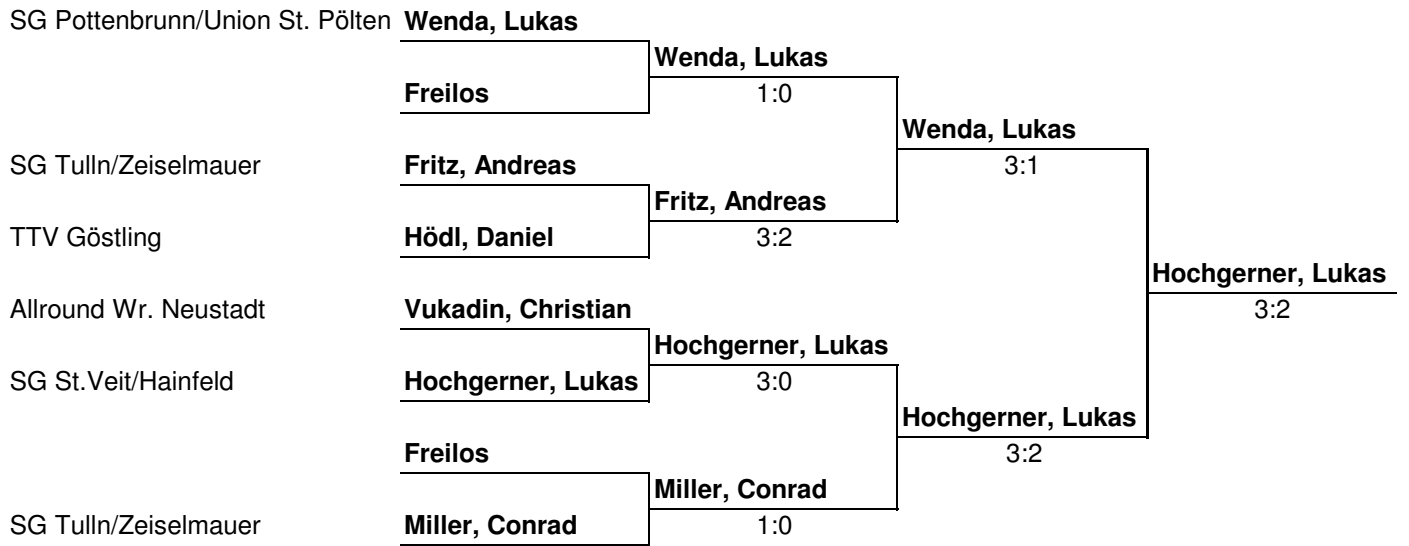 SG Pottenbrunn/Union St. Pölten Wenda, Lukas
Wenda, Lukas
Freilos 1:0
Wenda, Lukas
SG Tulln/Zeiselmauer Fritz, Andreas 3:1
Fritz, Andreas
TTV Göstling Hödl, Daniel 3:2
Hochgerner, Lukas
Allround Wr. Neustadt Vukadin, Christian 3:2
Hochgerner, Lukas
SG St.Veit/Hainfeld Hochgerner, Lukas 3:0
Hochgerner, Lukas
Freilos 3:2
Miller, Conrad
SG Tulln/Zeiselmauer Miller, Conrad 1:0